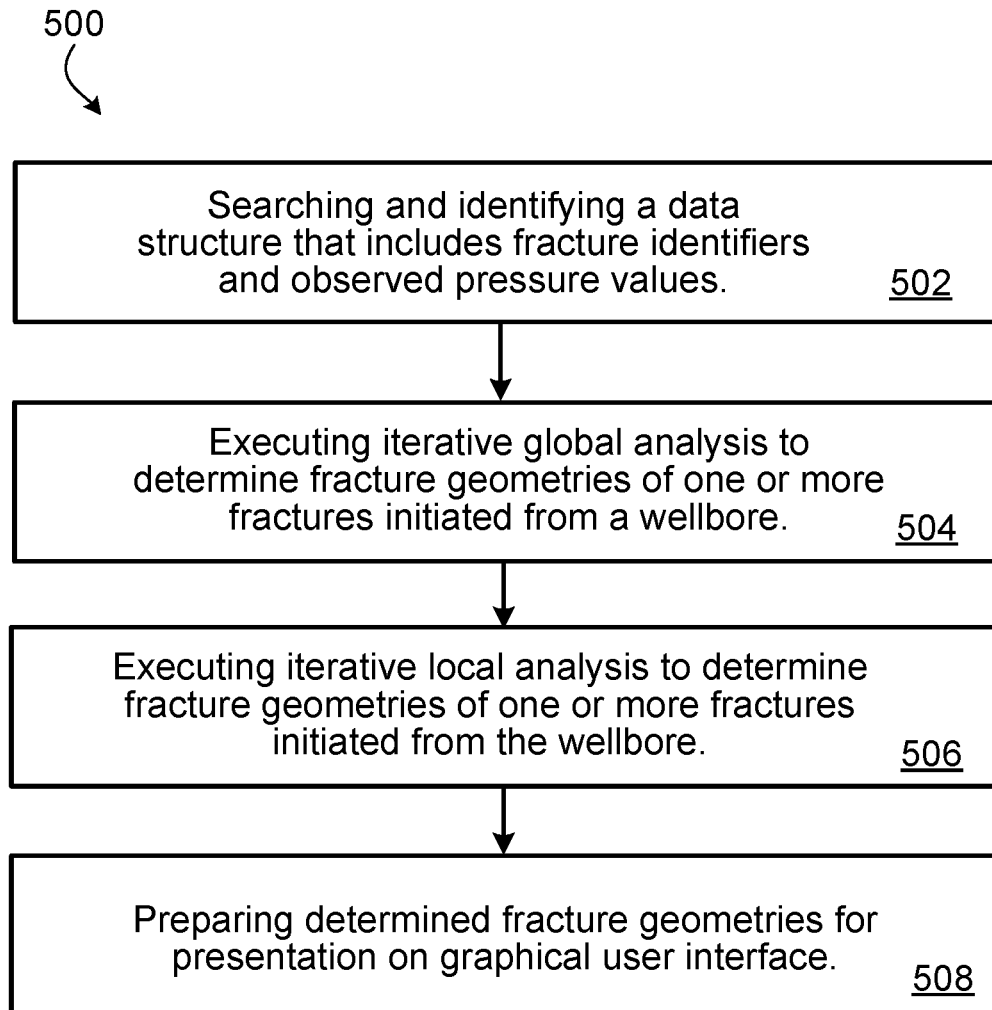 500
Searching and identifying a data
structure that includes fracture identifiers
and observed pressure values.
502
Executing iterative global analysis to
determine fracture geometries of one or more
fractures initiated from a wellbore.
504
Executing iterative local analysis to determine
fracture geometries of one or more fractures
initiated from the wellbore.
506
Preparing determined fracture geometries for
presentation on graphical user interface.
508